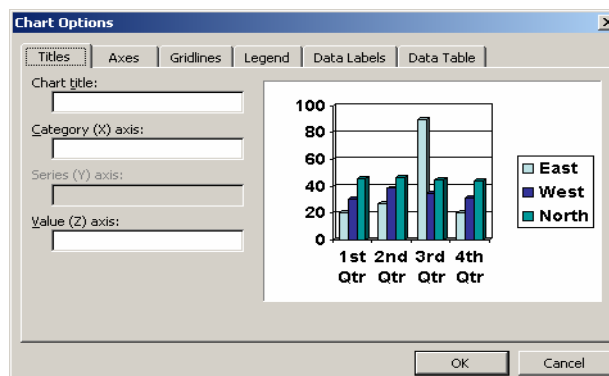 Chart Options
Titles Axes Gridlines Legend Data Labels Data Table
Chart title:
Category (X) axis:
Series (Y) axis:
Value (Z) axis:
100
80
60
40
20
0
1st 2nd 3rd 4th
Qtr Qtr Qtr Qtr
East
West
North
OK Cancel